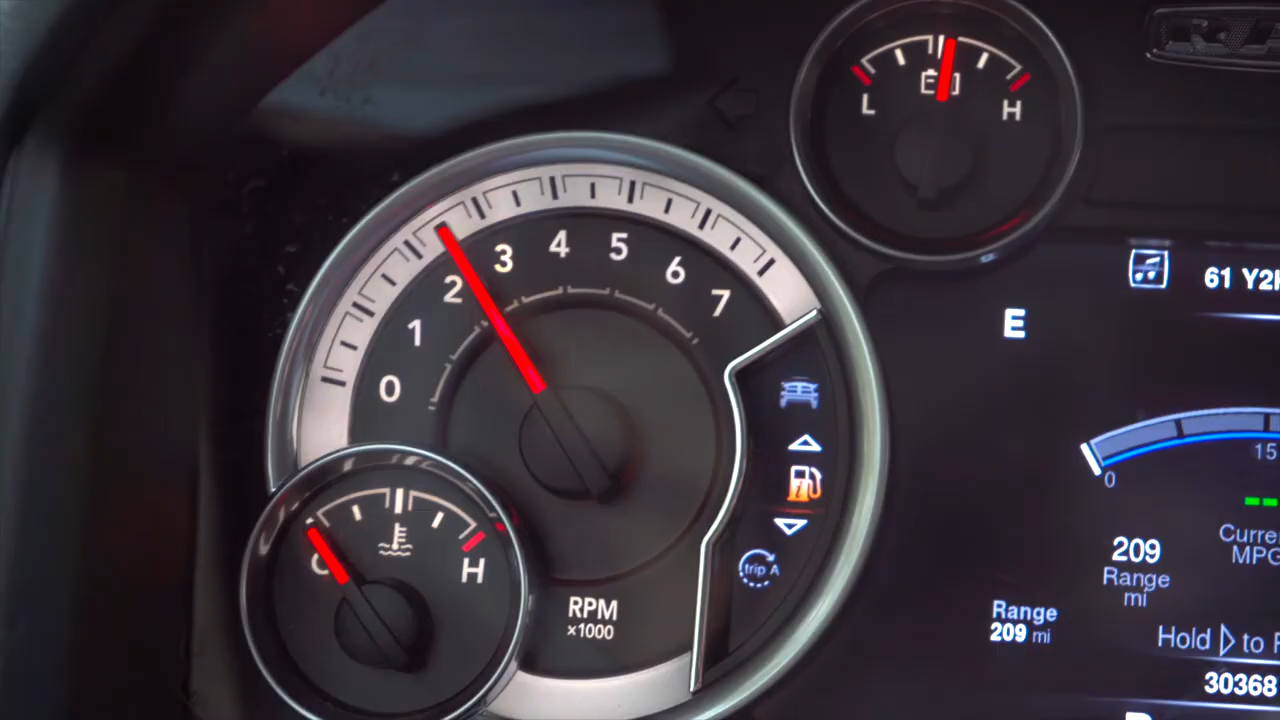 L H
61 Y2
E
0 1 2 3 4 5 6 7
15
0
Curre
MPG
209
Range
mi
trip A
C H
RPM
×1000
Range
209 mi
Hold ▷ to
30368